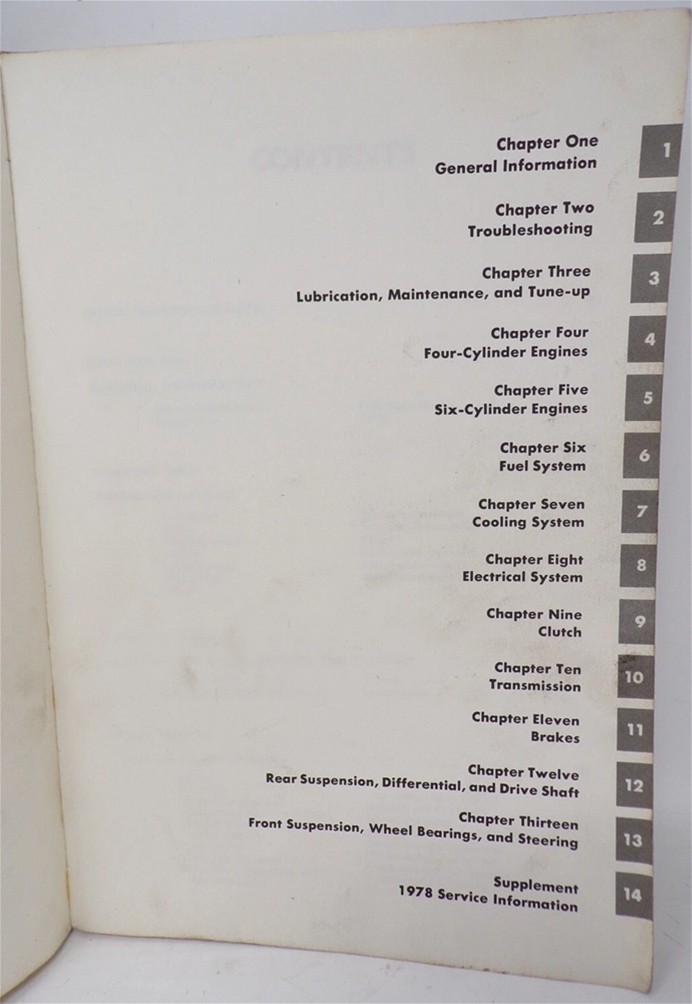 Chapter One
General Information
1
Chapter Two
Troubleshooting
2
Chapter Three
Lubrication, Maintenance, and Tune-up
3
Chapter Four
Four-Cylinder Engines
4
Chapter Five
Six-Cylinder Engines
5
Chapter Six
Fuel System
6
Chapter Seven
Cooling System
7
Chapter Eight
Electrical System
8
Chapter Nine
Clutch
9
Chapter Ten
Transmission
10
Chapter Eleven
Brakes
11
Chapter Twelve
Rear Suspension, Differential, and Drive Shaft
12
Chapter Thirteen
Front Suspension, Wheel Bearings, and Steering
13
Supplement
1978 Service Information
14